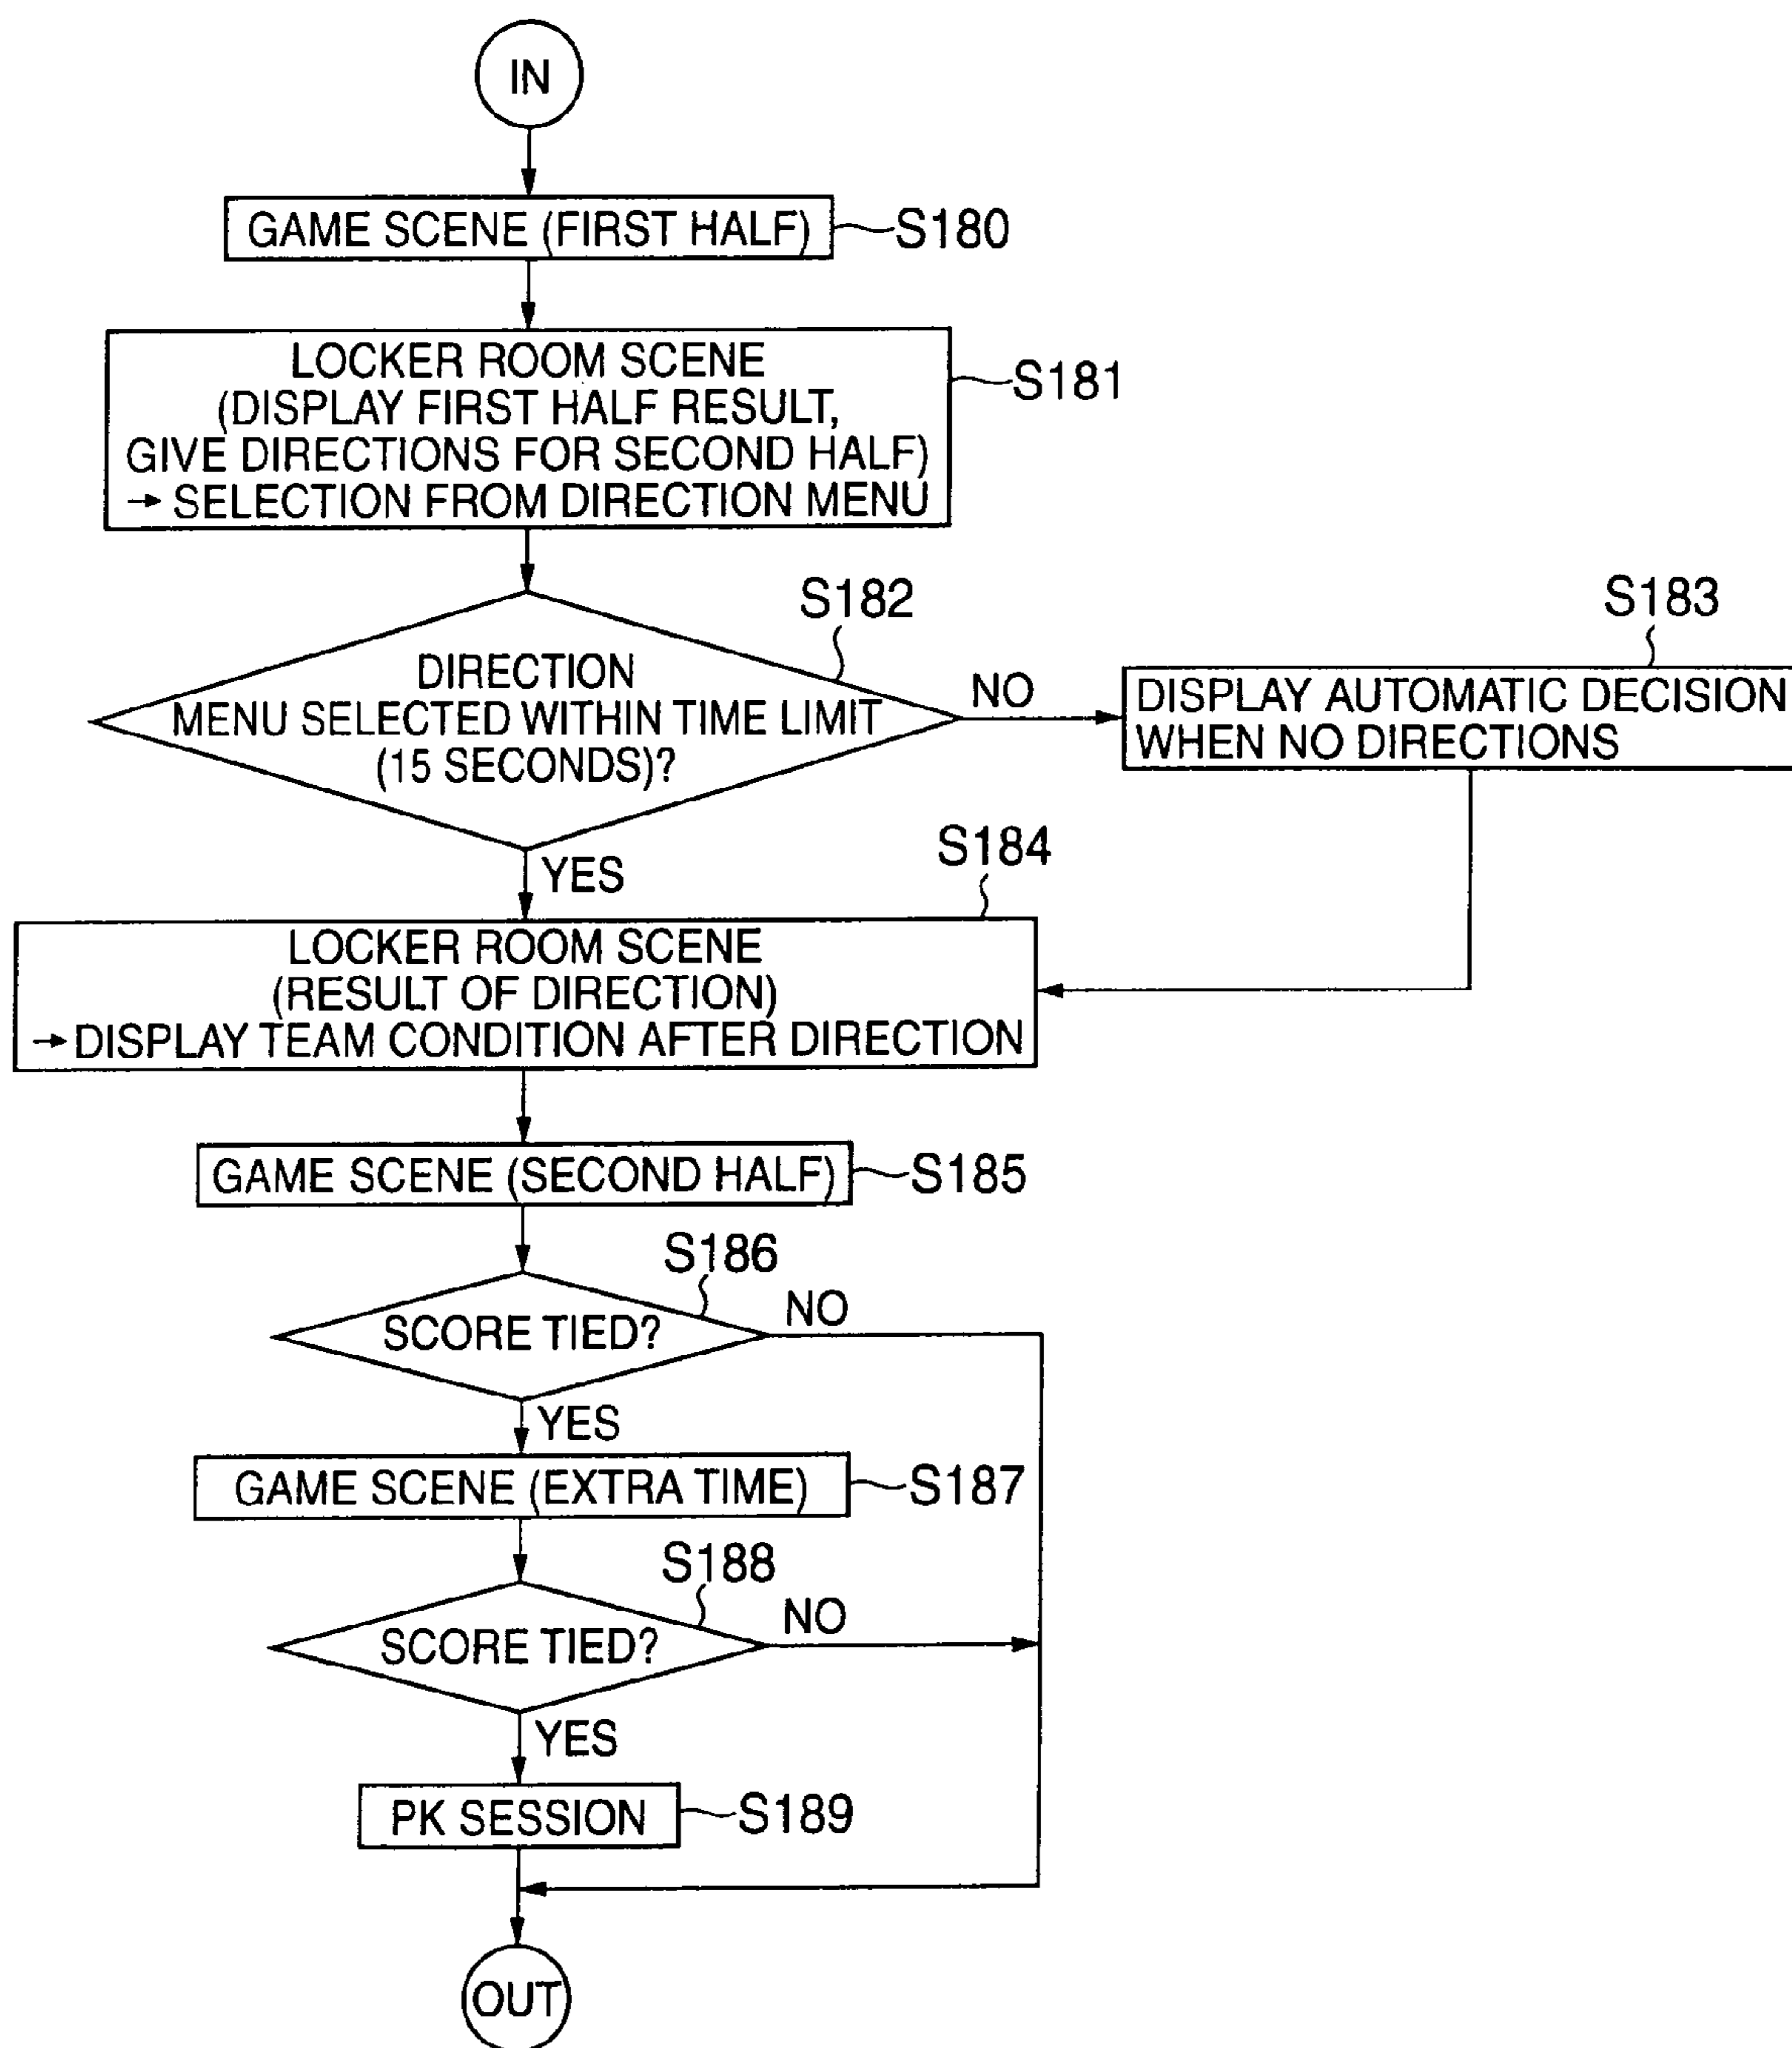 IN
GAME SCENE (FIRST HALF)
S180
LOCKER ROOM SCENE
(DISPLAY FIRST HALF RESULT,
GIVE DIRECTIONS FOR SECOND HALF)
→ SELECTION FROM DIRECTION MENU
S181
S182
DIRECTION
MENU SELECTED WITHIN TIME LIMIT
(15 SECONDS)?
NO
S183
DISPLAY AUTOMATIC DECISION
WHEN NO DIRECTIONS
YES
S184
LOCKER ROOM SCENE
(RESULT OF DIRECTION)
→ DISPLAY TEAM CONDITION AFTER DIRECTION
GAME SCENE (SECOND HALF)
S185
S186
SCORE TIED?
NO
YES
GAME SCENE (EXTRA TIME)
S187
S188
SCORE TIED?
NO
YES
PK SESSION
S189
OUT